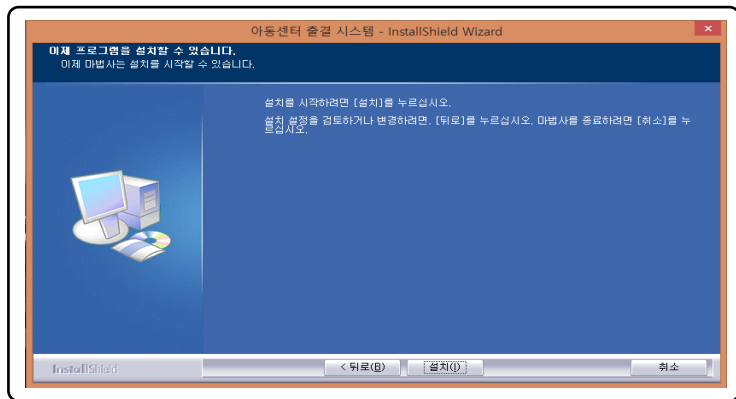 아동센터 출결 시스템 - InstallShield Wizard
이제 프로그램을 설치할 수 있습니다.
이제 마법사는 설치를 시작할 수 있습니다.
설치를 시작하려면 [설치]를 누르십시오.
설치 설정을 검토하거나 변경하려면, [뒤로]를 누르십시오. 마법사를 종료하려면 [취소]를 누
르십시오.
InstallShield
< 뒤로(B)
설치(I)
취소